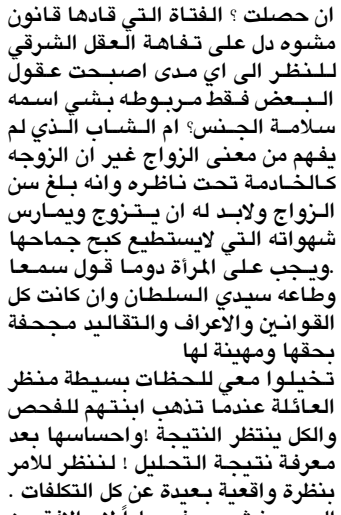 ان حصلت ؟ الفتاة التي قادها قانون
مشوه دل على تفاهة العقل الشرقي
للنظر الى اي مدى اصبحت عقول
البعض فقط مربوطه بشي اسمه
سلامة الجنس؟ ام الشاب الذي لم
يفهم من معنى الزواج غير ان الزوجه
كالخادمة تحت ناظره وانه بلغ سن
الزواج ولابد له ان يتزوج ويمارس
شهواته التي لايستطيع كبح جماحها
.ويجب على المرأة دوما قول سمعا
وطاعه سيدي السلطان وان كانت كل
القوانين والاعراف والتقاليد مجحفة
بحقها ومهينة لها
تخيلوا معي للحظات بسيطة منظر
العائلة عندما تذهب ابنتهم للفحص
والكل ينتظر النتيجة !واحساسها بعد
معرفة نتيجة التحليل ! لننظر للامر
بنظرة واقعية بعيدة عن كل التكلفات .